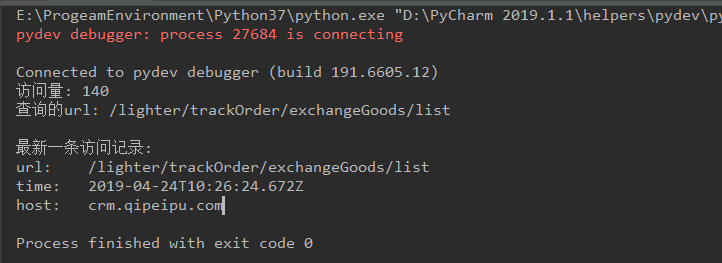 E:\ProgeamEnvironment\Python37\python.exe "D:\PyCharm 2019.1.1\helpers\pydev\py
pydev debugger: process 27684 is connecting
Connected to pydev debugger (build 191.6605.12)
访问量: 140
查询的url: /lighter/trackOrder/exchangeGoods/list
最新一条访问记录:
url: /lighter/trackOrder/exchangeGoods/list
time: 2019-04-24T10:26:24.672Z
host: crm.qipeipu.com
Process finished with exit code 0